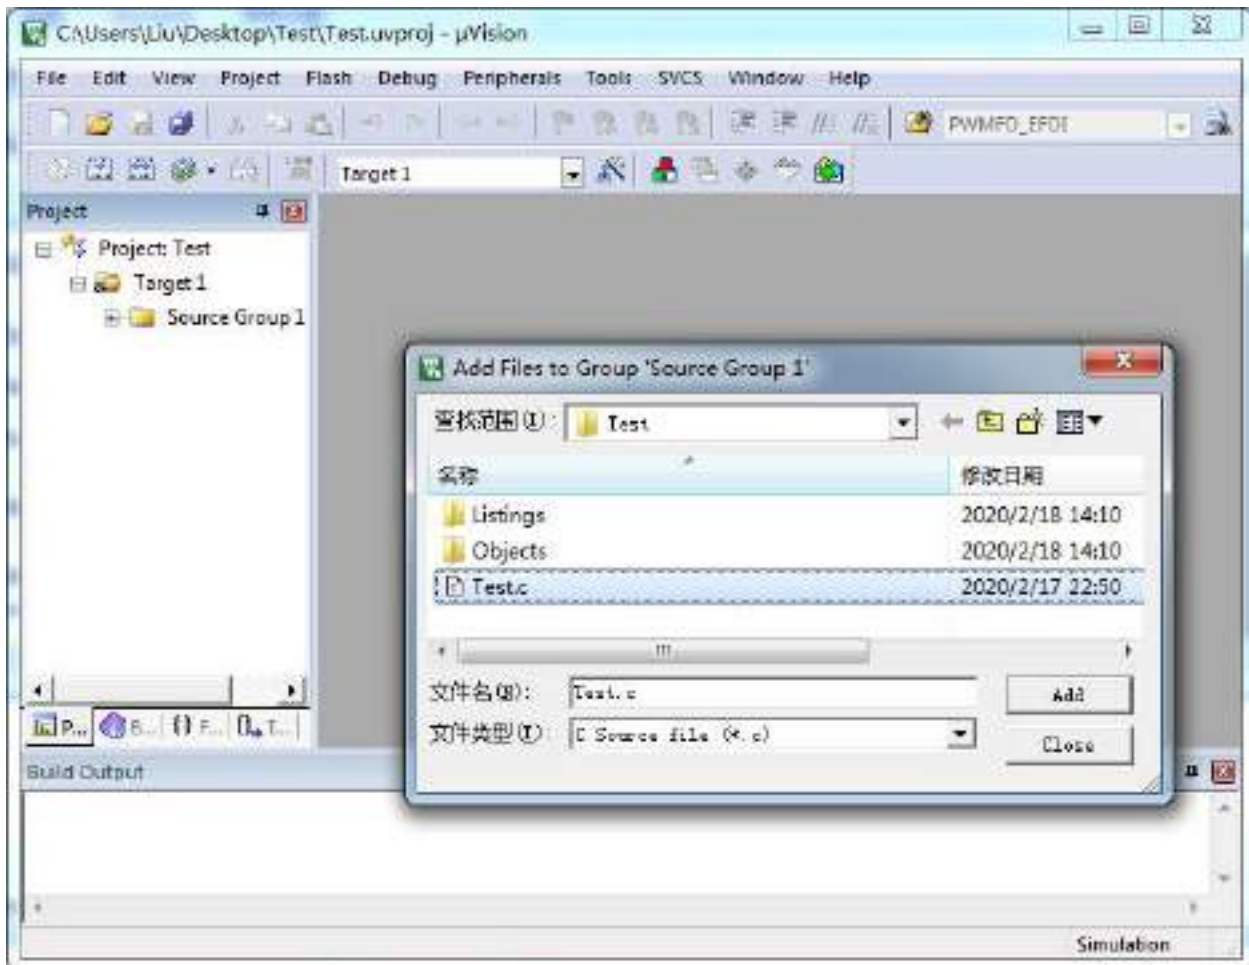 C:\Users\Liu\Desktop\Test\Test.uvproj - µVision
File Edit View Project Flash Debug Peripherals Tools SVCS Window Help
PWMFD_EFDI
Target 1
Project
Project: Test
Target 1
Source Group 1
Add Files to Group 'Source Group 1'
查找范围(I): Test
名称 修改日期
Listings 2020/2/18 14:10
Objects 2020/2/18 14:10
Test.c 2020/2/17 22:50
文件名(N): Test.c Add
文件类型(T): C Source file (*.c) Close
P... B... {} F... 0.. T...
Build Output
Simulation